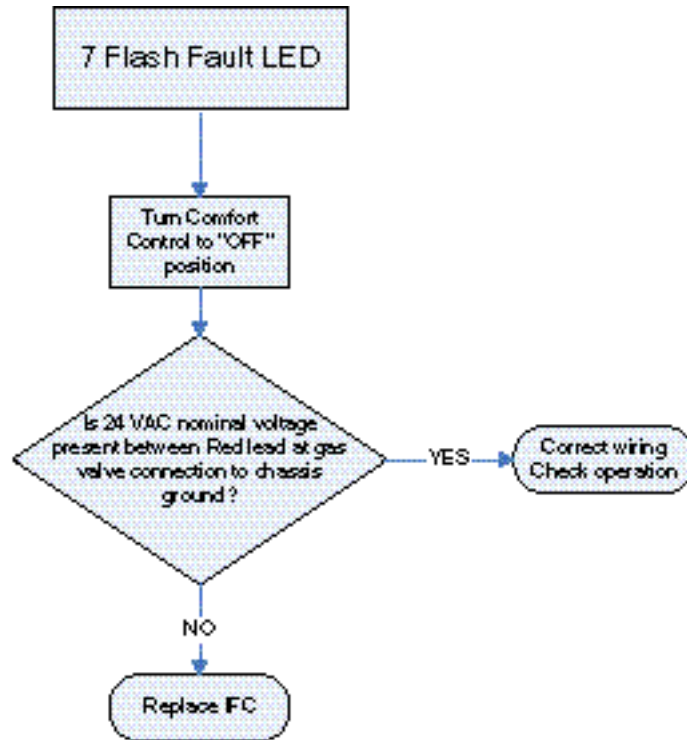 7 Flash Fault LED
Turn Comfort
Control to "OFF"
position
Is 24 VAC nominal voltage
present between Red lead at gas
valve connection to chassis
ground?
YES
Correct wiring
Check operation
NO
Replace IFC